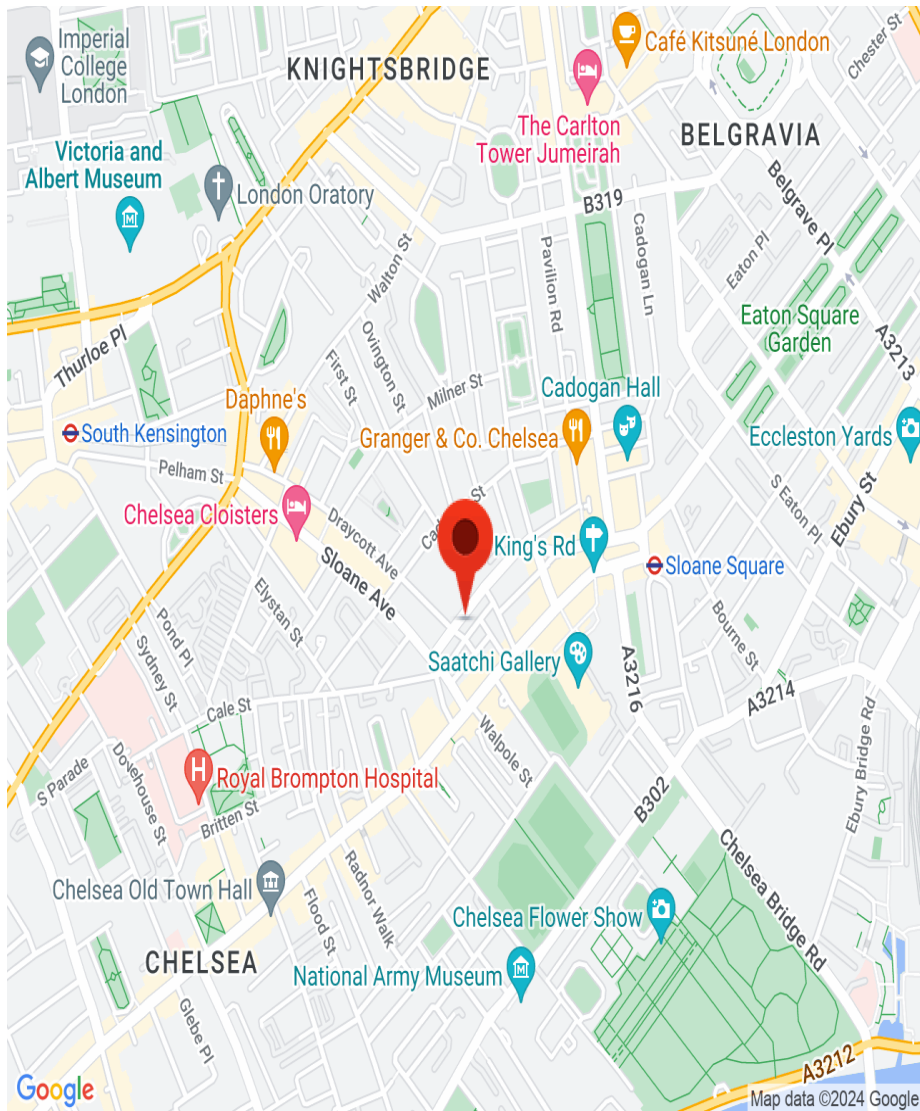 Imperial
College
London
KNIGHTSBRIDGE
Café Kitsuné London
Chester St
The Carlton
Tower Jumeirah
BELGRAVIA
Victoria and
Albert Museum
London Oratory
B319
Belgrave Pl
Walton St
Pavilion Rd
Cadogan Ln
Eaton Pl
Eaton Square
Garden
A3213
Thurloe Pl
First St
Ovington St
Milner St
Daphne's
Cadogan Hall
South Kensington
Granger & Co. Chelsea
Eccleston Yards
Pelham St
S Eaton Pl
Ebury St
Chelsea Cloisters
Draycott Ave
King's Rd
Sloane Ave
Sloane Square
Elystan St
Pond Pl
Sydney St
Bourne St
Saatchi Gallery
A3216
A3214
Cale St
Walpole St
Ebury Bridge Rd
S Parade
Dovehouse St
H
Royal Brompton Hospital
Britten St
B302
Chelsea Bridge Rd
Radnor Walk
Chelsea Old Town Hall
Flood St
Chelsea Flower Show
CHELSEA
National Army Museum
Glebe Pl
A3212
Google
Map data ©2024 Google